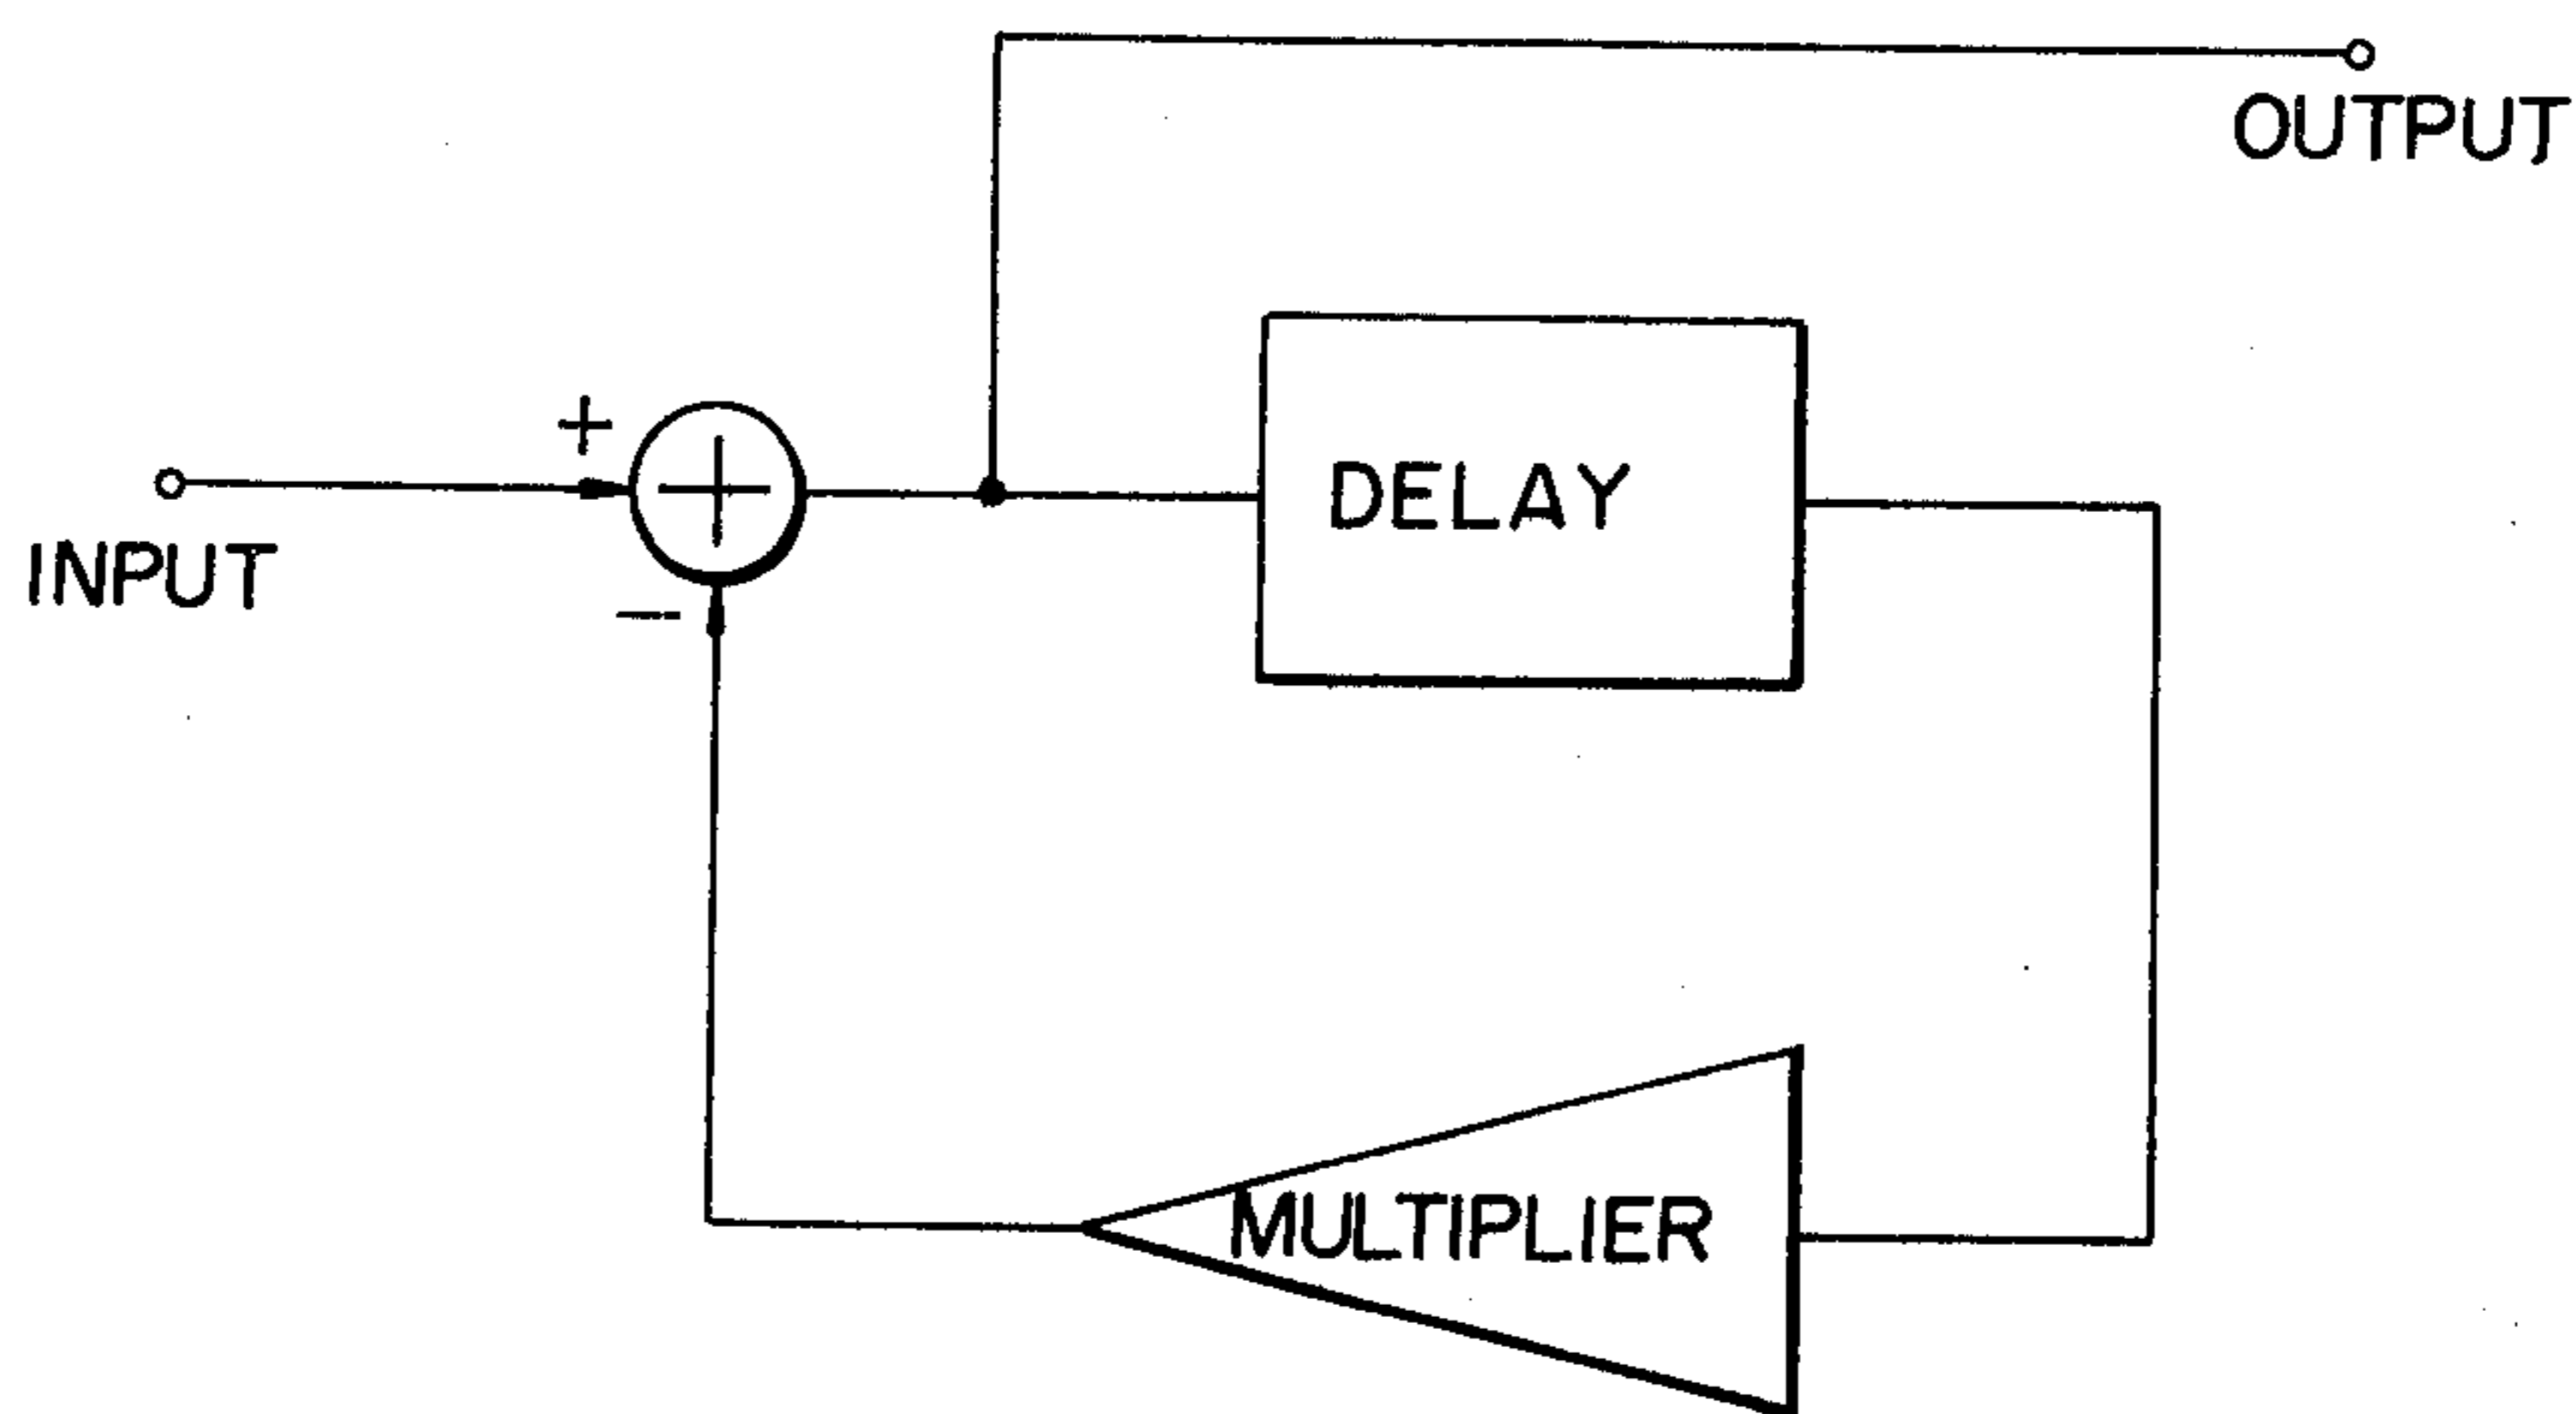 OUTPUT
+
DELAY
INPUT
−
MULTIPLIER